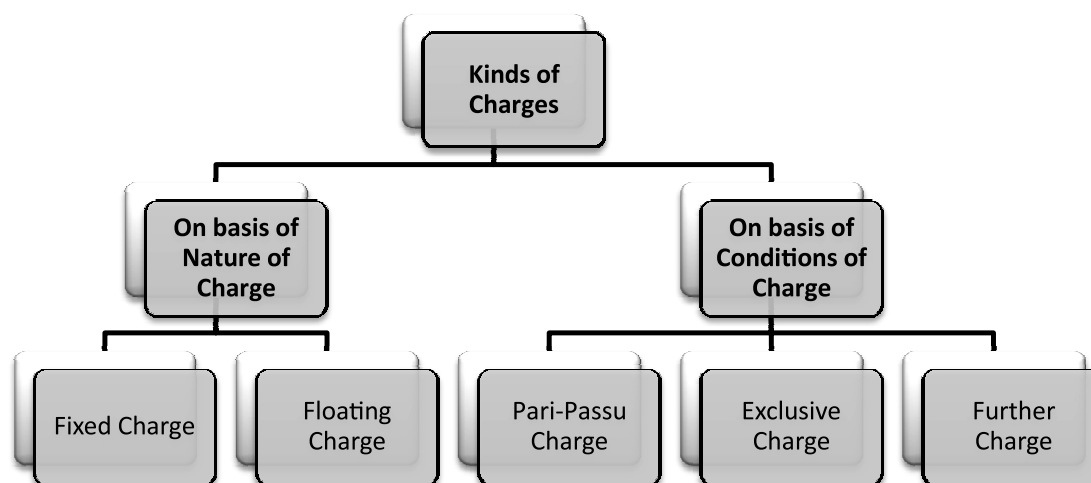 Kinds of
Charges
On basis of
Nature of
Charge
On basis of
Conditions of
Charge
Fixed Charge
Floating
Charge
Pari-Passu
Charge
Exclusive
Charge
Further
Charge